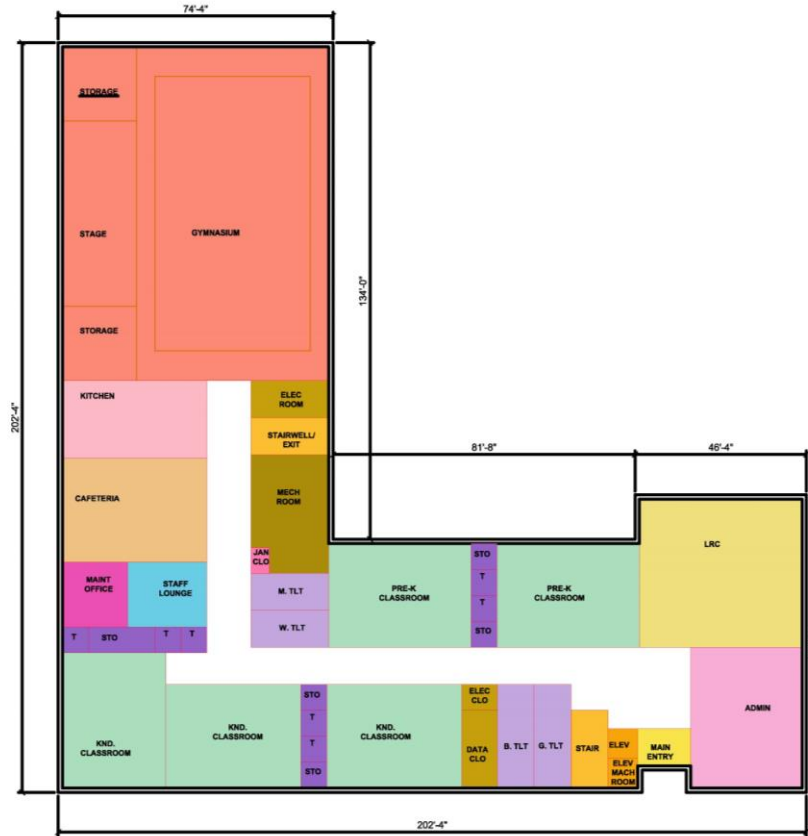 74'-4"
STORAGE
STAGE
GYMNASIUM
134'-0"
STORAGE
KITCHEN
ELEC
ROOM
202'-4"
STAIRWELL/
EXIT
81'-8"
46'-4"
CAFETERIA
MECH
ROOM
LRC
JAN
CLO
STO
T
T
STO
MAINT
OFFICE
STAFF
LOUNGE
M. TLT
PRE-K
CLASSROOM
PRE-K
CLASSROOM
W. TLT
T
STO
T
T
KND.
CLASSROOM
KND.
CLASSROOM
STO
T
T
STO
KND.
CLASSROOM
ELEC
CLO
DATA
CLO
B. TLT
G. TLT
STAIR
ELEV
ELEV
MACH
ROOM
MAIN
ENTRY
ADMIN
202'-4"